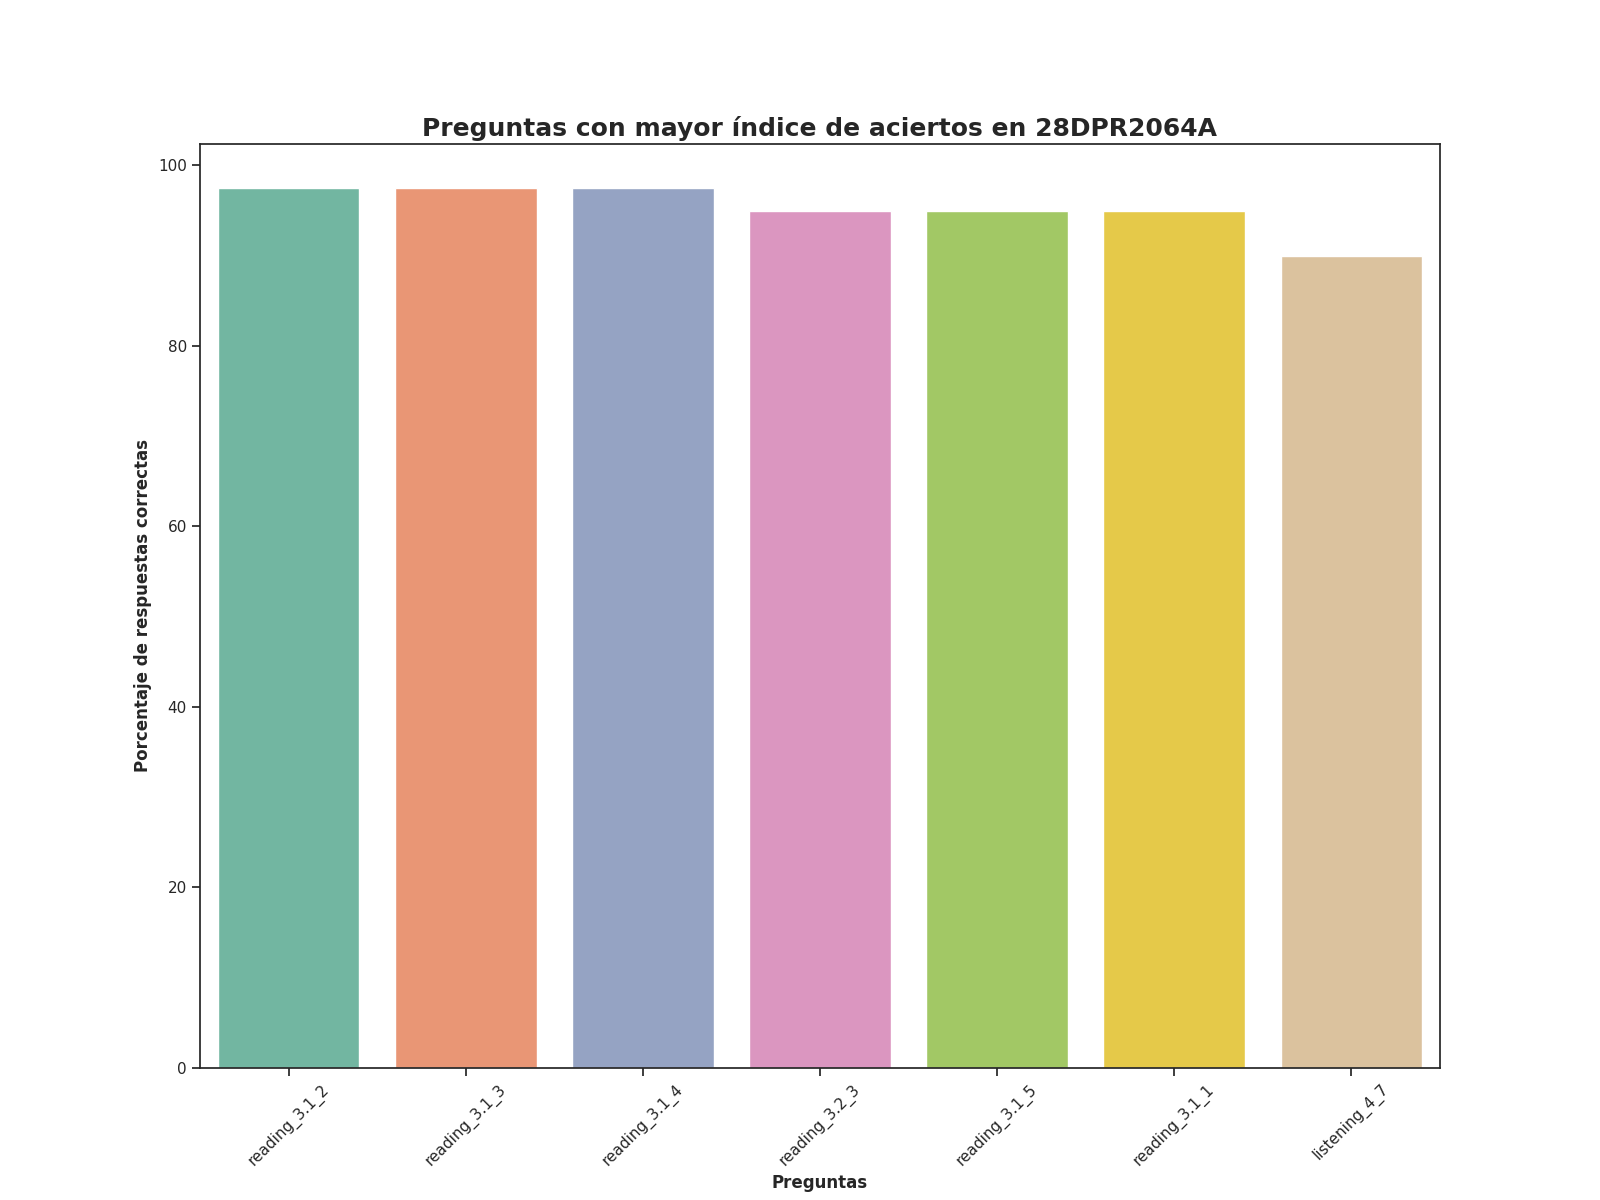 Preguntas con mayor índice de aciertos en 28DPR2064A
Porcentaje de respuestas correctas
100
80
60
40
20
0
reading_3.1_2
reading_3.1_3
reading_3.1_4
reading_3.2_3
reading_3.1_5
reading_3.1_1
listening_4_7
Preguntas